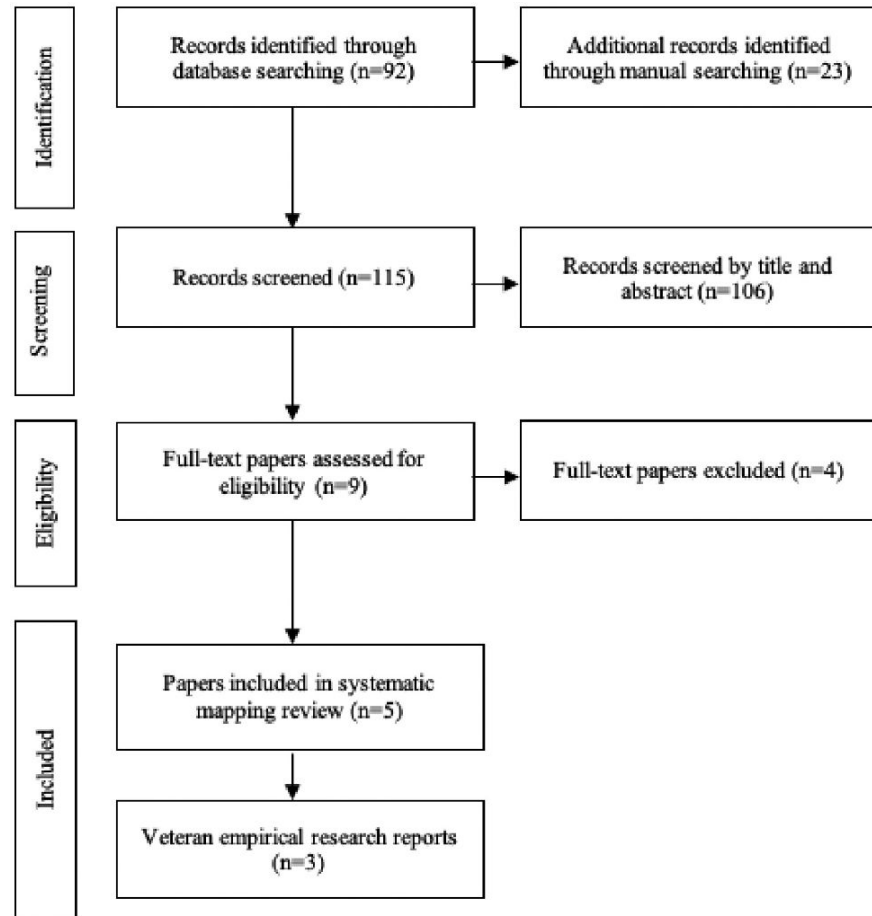 Identification
Records identified through
database searching (n=92)
Additional records identified
through manual searching (n=23)
Screening
Records screened (n=115)
Records screened by title and
abstract (n=106)
Eligibility
Full-text papers assessed for
eligibility (n=9)
Full-text papers excluded (n=4)
Included
Papers included in systematic
mapping review (n=5)
Veteran empirical research reports
(n=3)